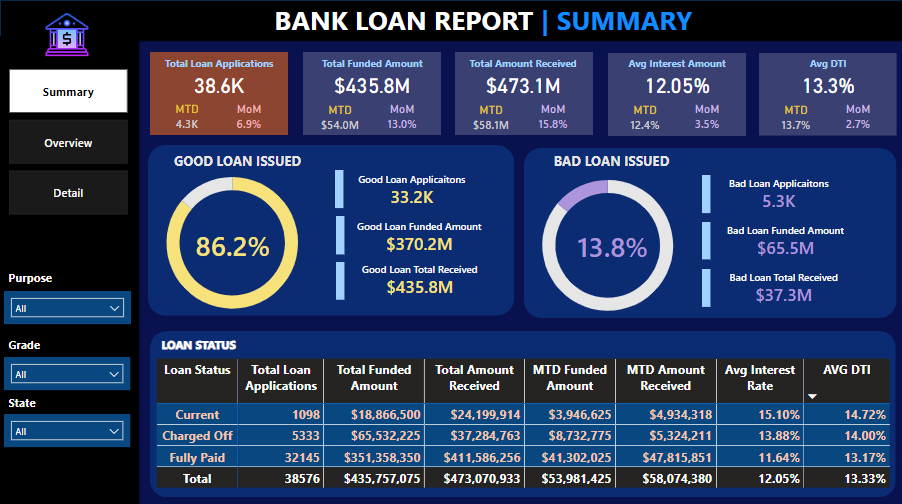 BANK LOAN REPORT | SUMMARY
$
Summary
Overview
Detail
Purpose
All
Grade
All
State
All
Total Loan Applications
38.6K
MTD MoM
4.3K 6.9%
Total Funded Amount
$435.8M
MTD MoM
$54.0M 13.0%
Total Amount Received
$473.1M
MTD MoM
$58.1M 15.8%
Avg Interest Amount
12.05%
MTD MoM
12.4% 3.5%
Avg DTI
13.3%
MTD MoM
13.7% 2.7%
GOOD LOAN ISSUED
86.2%
Good Loan Applicaitons
33.2K
Good Loan Funded Amount
$370.2M
Good Loan Total Received
$435.8M
BAD LOAN ISSUED
13.8%
Bad Loan Applicaitons
5.3K
Bad Loan Funded Amount
$65.5M
Bad Loan Total Received
$37.3M
LOAN STATUS
Loan Status Total Loan Total Funded Total Amount MTD Funded MTD Amount Avg Interest AVG DTI
Applications Amount Received Amount Received Rate
Current 1098 $18,866,500 $24,199,914 $3,946,625 $4,934,318 15.10% 14.72%
Charged Off 5333 $65,532,225 $37,284,763 $8,732,775 $5,324,211 13.88% 14.00%
Fully Paid 32145 $351,358,350 $411,586,256 $41,302,025 $47,815,851 11.64% 13.17%
Total 38576 $435,757,075 $473,070,933 $53,981,425 $58,074,380 12.05% 13.33%